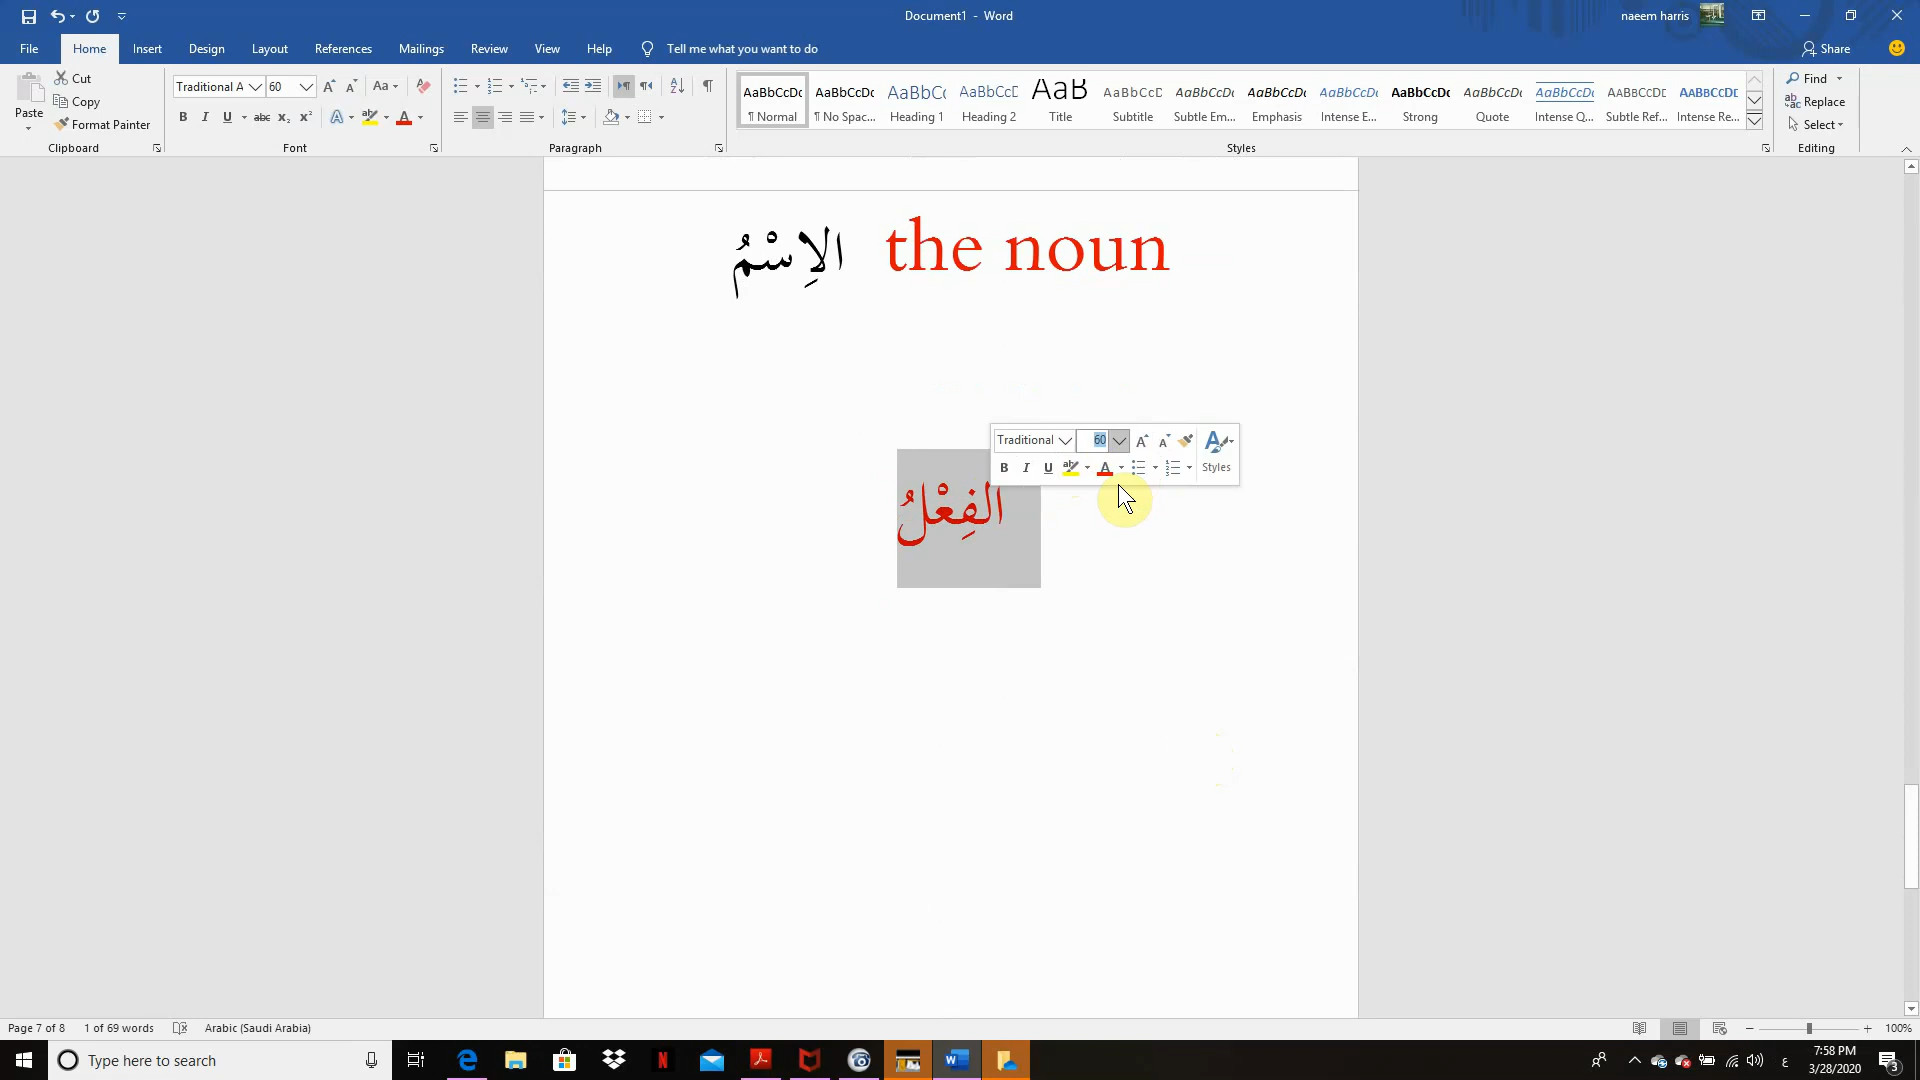 Document1 - Word
naeem harris
File Home Insert Design Layout References Mailings Review View Help Tell me what you want to do Share
Paste Cut Copy Format Painter Clipboard
Traditional A 60 Font
Paragraph
AaBbCcDc ¶ Normal
AaBbCcDc ¶ No Spac...
AaBbCc Heading 1
AaBbCcC Heading 2
AaB Title
AaBbCcD Subtitle
AaBbCcDc Subtle Em...
AaBbCcDc Emphasis
AaBbCcDc Intense E...
AaBbCcDc Strong
AaBbCcDc Quote
AaBbCcDc Intense Q...
AaBbCcDc Subtle Ref...
AaBbCcDc Intense Re...
Styles
Find Replace Select Editing
الاِسْمُ the noun
Traditional 60
B I U Styles
الْفِعْلُ
Page 7 of 8 1 of 69 words Arabic (Saudi Arabia) 100%
Type here to search
ع 7:58 PM
3/28/2020 3